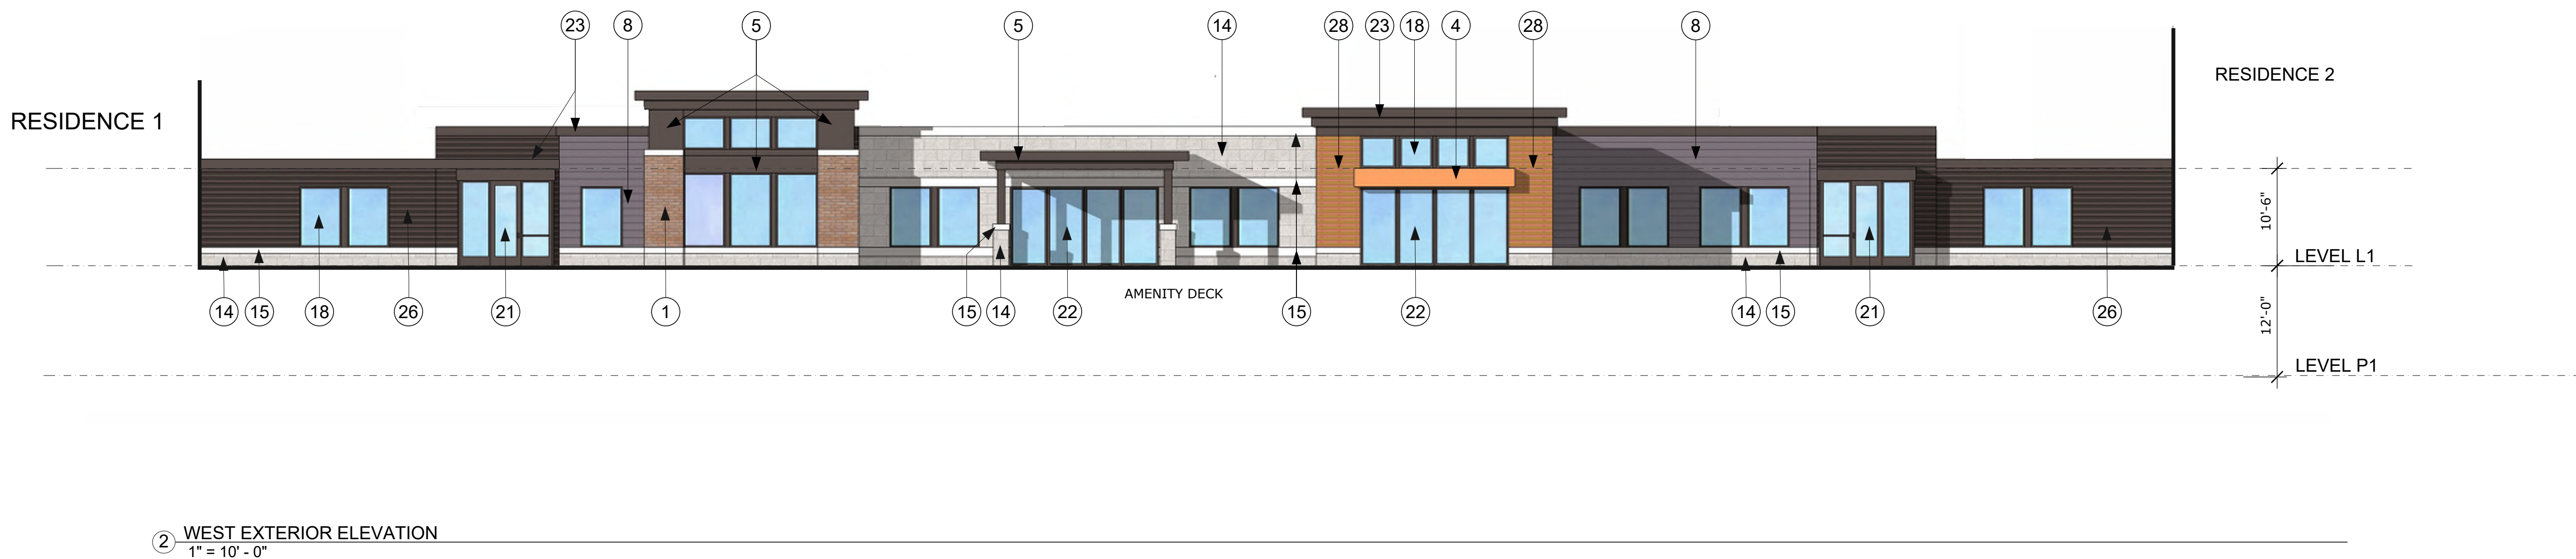 23 8 5 5 14 28 23 18 4 28 8
RESIDENCE 2
RESIDENCE 1
10'-6"
LEVEL L1
AMENITY DECK
14 15 18 26 21 1 15 14 22 15 22 14 15 21 26
12'-0"
LEVEL P1
2 WEST EXTERIOR ELEVATION
1" = 10' - 0"